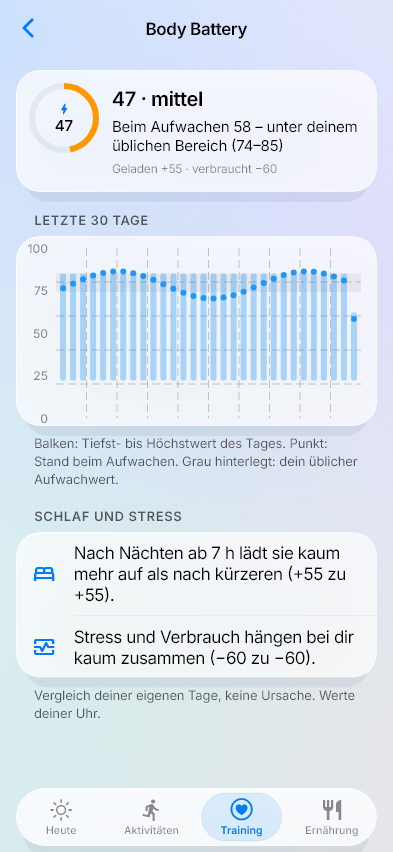 Body Battery
47
47 · mittel
Beim Aufwachen 58 – unter deinem
üblichen Bereich (74–85)
Geladen +55 · verbraucht −60
LETZTE 30 TAGE
100
75
50
25
0
Balken: Tiefst- bis Höchstwert des Tages. Punkt:
Stand beim Aufwachen. Grau hinterlegt: dein üblicher
Aufwachwert.
SCHLAF UND STRESS
Nach Nächten ab 7 h lädt sie kaum
mehr auf als nach kürzeren (+55 zu
+55).
Stress und Verbrauch hängen bei dir
kaum zusammen (−60 zu −60).
Vergleich deiner eigenen Tage, keine Ursache. Werte
deiner Uhr.
Heute
Aktivitäten
Training
Ernährung